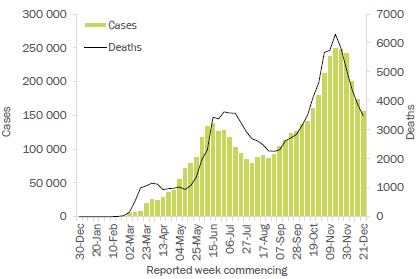 300 000
250 000
200 000
150 000
100 000
50 000
0
Cases
Cases
Deaths
7000
6000
5000
4000
3000
2000
1000
0
Deaths
30-Dec
20-Jan
10-Feb
02-Mar
23-Mar
13-Apr
04-May
25-May
15-Jun
06-Jul
27-Jul
17-Aug
07-Sep
28-Sep
19-Oct
09-Nov
30-Nov
21-Dec
Reported week commencing